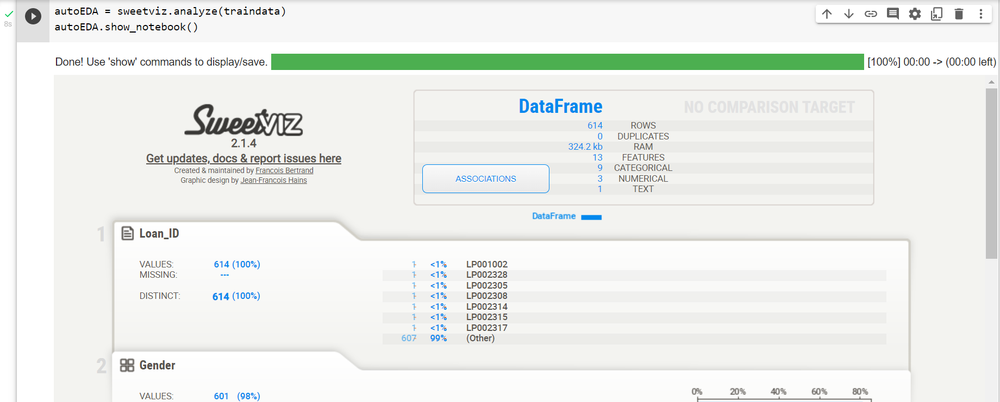 autoEDA = sweetviz.analyze(traindata)
autoEDA.show_notebook()
8s
Done! Use 'show' commands to display/save. [100%] 00:00 -> (00:00 left)
SweetVIZ
2.1.4
Get updates, docs & report issues here
Created & maintained by Francois Bertrand
Graphic design by Jean-Francois Hains
DataFrame NO COMPARISON TARGET
614 ROWS
0 DUPLICATES
324.2 kb RAM
13 FEATURES
9 CATEGORICAL
ASSOCIATIONS 3 NUMERICAL
1 TEXT
DataFrame
1 Loan_ID
VALUES: 614 (100%)
MISSING: ---
DISTINCT: 614 (100%)
1 <1% LP001002
1 <1% LP002328
1 <1% LP002305
1 <1% LP002308
1 <1% LP002314
1 <1% LP002315
1 <1% LP002317
607 99% (Other)
2 Gender
VALUES: 601 (98%)
0% 20% 40% 60% 80%